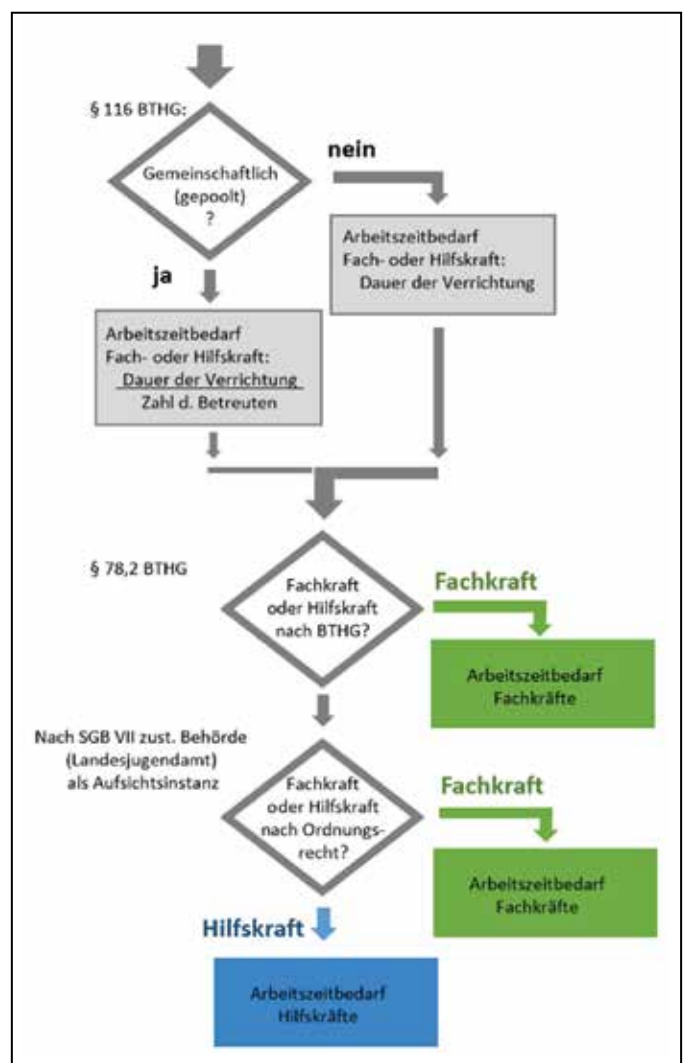 § 116 BTHG:
Gemeinschaftlich
(gepoolt)
?
nein
Arbeitszeitbedarf
Fach- oder Hilfskraft:
Dauer der Verrichtung
ja
Arbeitszeitbedarf
Fach- oder Hilfskraft:
Dauer der Verrichtung
Zahl d. Betreuten
§ 78,2 BTHG
Fachkraft
oder Hilfskraft
nach BTHG?
Fachkraft
Arbeitszeitbedarf
Fachkräfte
Nach SGB VII zust. Behörde
(Landesjugendamt)
als Aufsichtsinstanz
Fachkraft
oder Hilfskraft
nach Ordnungs-
recht?
Fachkraft
Arbeitszeitbedarf
Fachkräfte
Hilfskraft
Arbeitszeitbedarf
Hilfskräfte